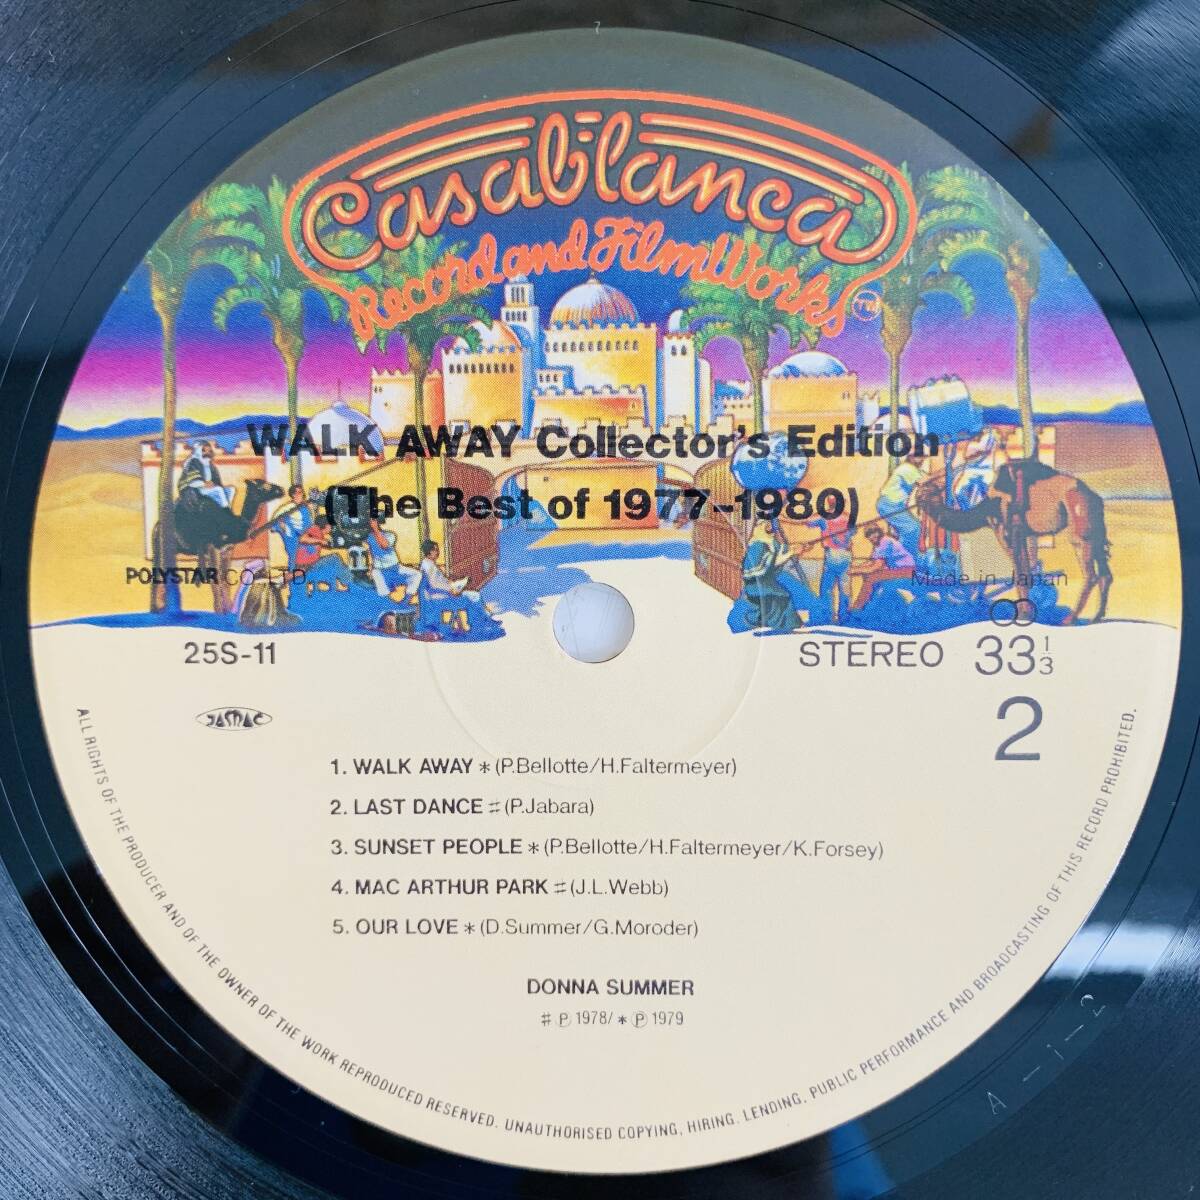 Casablanca
Record and FilmWorks
TM
WALK AWAY Collector's Edition
(The Best of 1977~1980)
POLYSTAR CO. LTD.
Made in Japan
25S-11
STEREO 33 1/3
JASRAC
2
1. WALK AWAY * (P.Bellotte/H.Faltermeyer)
2. LAST DANCE ♯ (P.Jabara)
3. SUNSET PEOPLE * (P.Bellotte/H.Faltermeyer/K.Forsey)
4. MAC ARTHUR PARK ♯ (J.L.Webb)
5. OUR LOVE * (D.Summer/G.Moroder)
DONNA SUMMER
♯ ℗ 1978/ * ℗ 1979
ALL RIGHTS OF THE PRODUCER AND OF THE OWNER OF THE WORK REPRODUCED RESERVED. UNAUTHORISED COPYING, HIRING, LENDING, PUBLIC PERFORMANCE AND BROADCASTING OF THIS RECORD PROHIBITED.
A-1-2